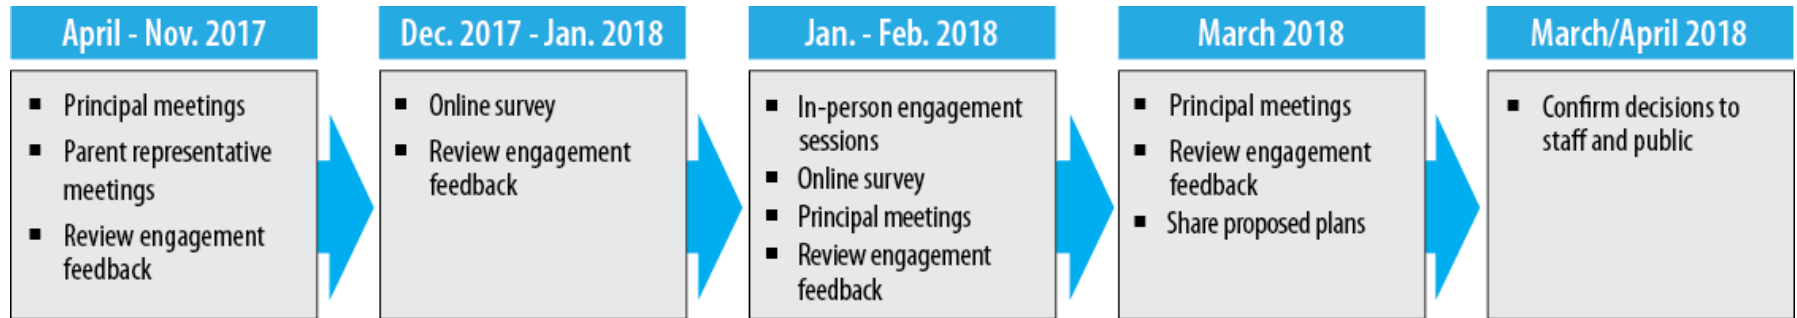 April - Nov. 2017
▪ Principal meetings
▪ Parent representative
meetings
▪ Review engagement
feedback
Dec. 2017 - Jan. 2018
▪ Online survey
▪ Review engagement
feedback
Jan. - Feb. 2018
▪ In-person engagement
sessions
▪ Online survey
▪ Principal meetings
▪ Review engagement
feedback
March 2018
▪ Principal meetings
▪ Review engagement
feedback
▪ Share proposed plans
March/April 2018
▪ Confirm decisions to
staff and public